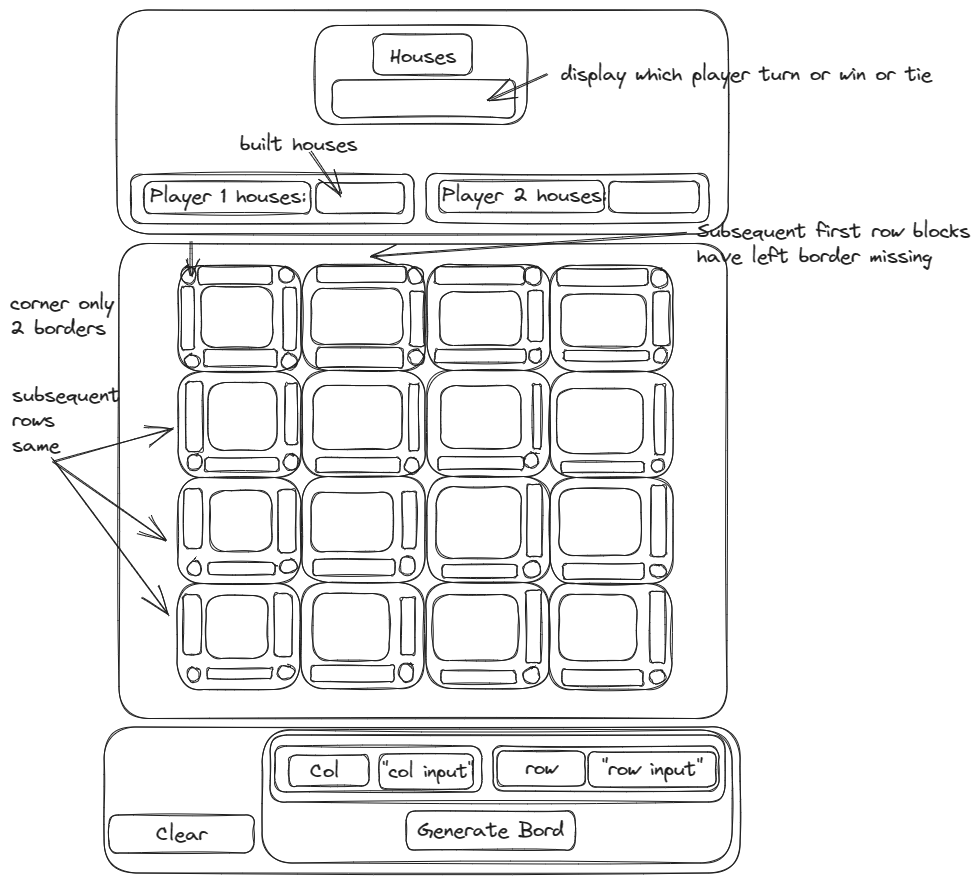 Houses
display which player turn or win or tie
built houses
Player 1 houses:
Player 2 houses:
Subsequent first row blocks
have left border missing
corner only
2 borders
subsequent
rows
same
Col
"col input"
row
"row input"
Clear
Generate Bord